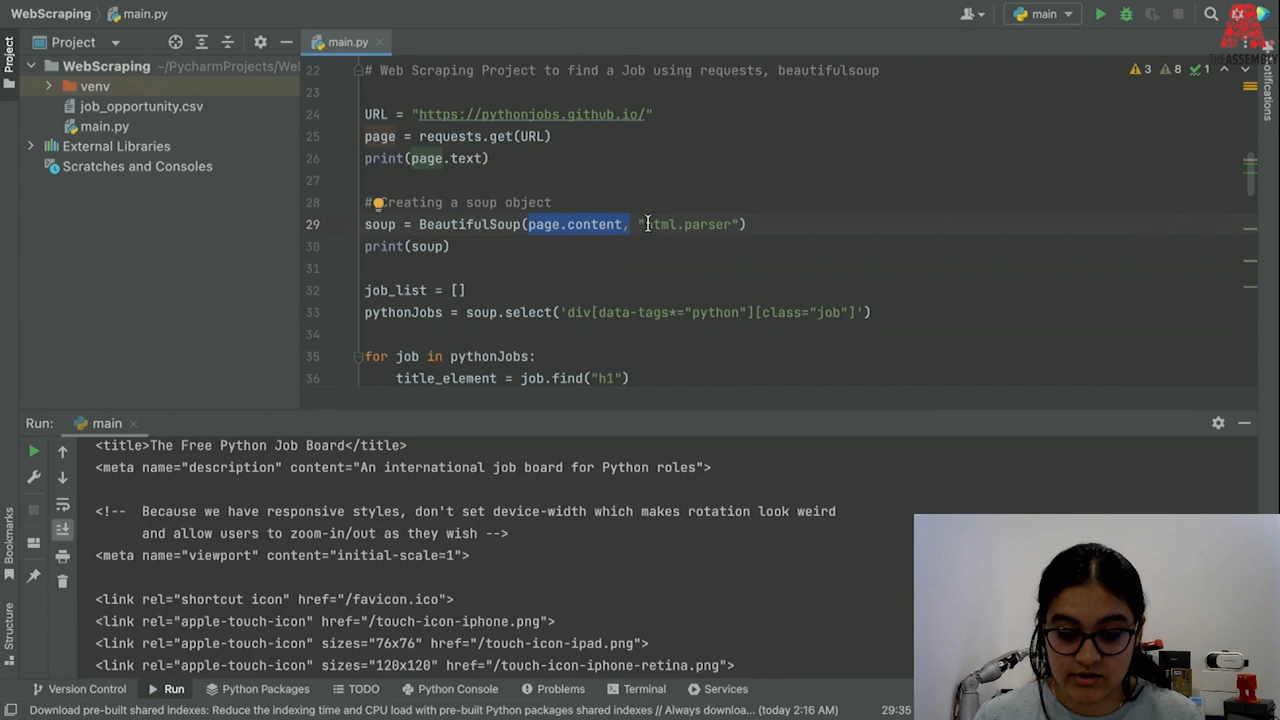 WebScraping
main.py
main
THE ASSEMBLY
Project
main.py
WebScraping ~/PycharmProjects/We
venv
job_opportunity.csv
main.py
External Libraries
Scratches and Consoles
Project
Bookmarks
Structure
Notifications
3 8 1
22 # Web Scraping Project to find a Job using requests, beautifulsoup
23
24 URL = "https://pythonjobs.github.io/"
25 page = requests.get(URL)
26 print(page.text)
27
28 #Creating a soup object
29 soup = BeautifulSoup(page.content, "html.parser")
30 print(soup)
31
32 job_list = []
33 pythonJobs = soup.select('div[data-tags*="python"][class="job"]')
34
35 for job in pythonJobs:
36 title_element = job.find("h1")
Run: main
<title>The Free Python Job Board</title>
<meta name="description" content="An international job board for Python roles">
<!-- Because we have responsive styles, don't set device-width which makes rotation look weird
and allow users to zoom-in/out as they wish -->
<meta name="viewport" content="initial-scale=1">
<link rel="shortcut icon" href="/favicon.ico">
<link rel="apple-touch-icon" href="/touch-icon-iphone.png">
<link rel="apple-touch-icon" sizes="76x76" href="/touch-icon-ipad.png">
<link rel="apple-touch-icon" sizes="120x120" href="/touch-icon-iphone-retina.png">
Version Control Run Python Packages TODO Python Console Problems Terminal Services
Download pre-built shared indexes: Reduce the indexing time and CPU load with pre-built Python packages shared indexes // Always downloa... (today 2:16 AM) 29:35